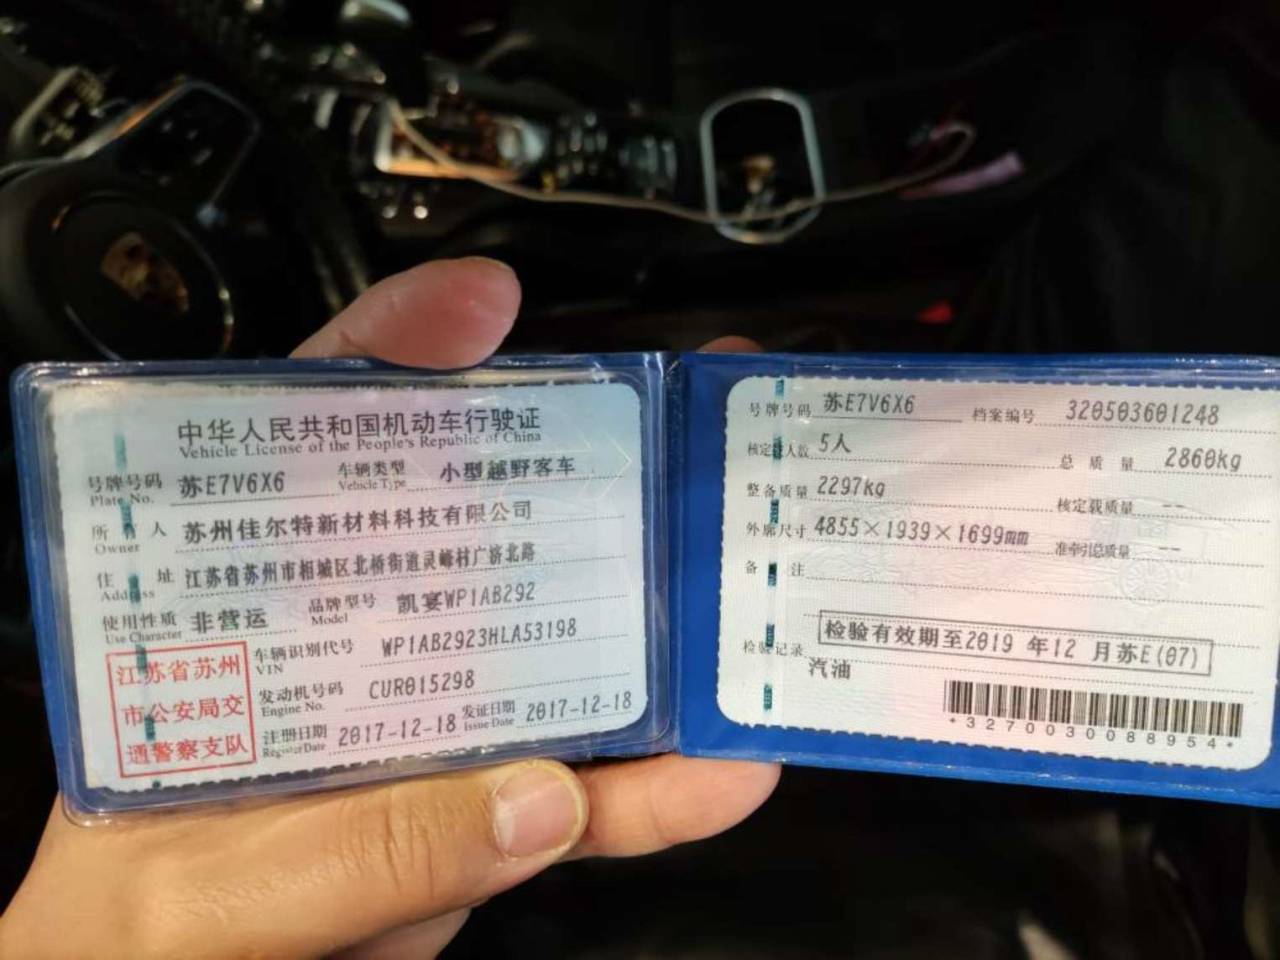 中华人民共和国机动车行驶证
Vehicle License of the People's Republic of China
号牌号码 苏E7V6X6 车辆类型 小型越野客车
Plate No. Vehicle Type
所有人 苏州佳尔特新材料科技有限公司
Owner
住址 江苏省苏州市相城区北桥街道灵峰村广济北路
Address
使用性质 非营运 品牌型号 凯宴WP1AB292
Use Character Model
江苏省苏州
市公安局交
通警察支队
车辆识别代号 WP1AB2923HLA53198
VIN
发动机号码 CUR015298
Engine No.
注册日期 2017-12-18 发证日期 2017-12-18
Register Date Issue Date
号牌号码 苏E7V6X6 档案编号 320503601248
核定载人数 5人 总质量 2860kg
整备质量 2297kg 核定载质量 --
外廓尺寸 4855×1939×1699mm 准牵引总质量 --
备注
检验有效期至2019 年12 月苏E(07)
检验记录
汽油
*3270030088954*